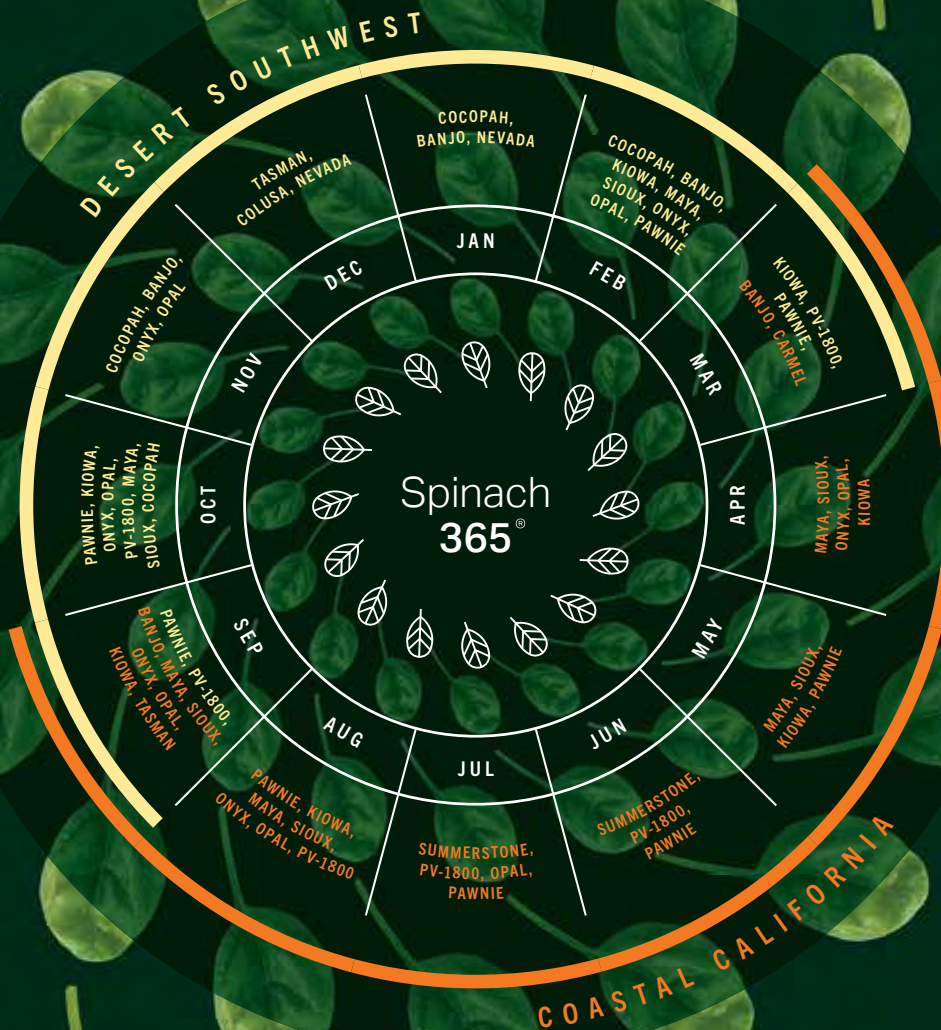 DESERT SOUTHWEST
COCOPAH,
BANJO, NEVADA
JAN
COCOPAH, BANJO,
KIOWA, MAYA,
SIOUX, ONYX,
OPAL, PAWNIE
FEB
KIOWA, PV-1800,
PAWNIE,
BANJO, CARMEL
MAR
MAYA, SIOUX,
ONYX, OPAL,
KIOWA
APR
MAYA, SIOUX,
KIOWA, PAWNIE
MAY
SUMMERSTONE,
PV-1800,
PAWNIE
JUN
SUMMERSTONE,
PV-1800, OPAL,
PAWNIE
JUL
PAWNIE, KIOWA,
MAYA, SIOUX,
ONYX, OPAL, PV-1800
AUG
PAWNIE, PV-1800,
BANJO, MAYA, SIOUX,
ONYX, OPAL,
KIOWA, TASMAN
SEP
PAWNIE, KIOWA,
ONYX, OPAL,
PV-1800, MAYA,
SIOUX, COCOPAH
OCT
COCOPAH, BANJO,
ONYX, OPAL
NOV
TASMAN,
COLUSA, NEVADA
DEC
Spinach
365®
COASTAL CALIFORNIA